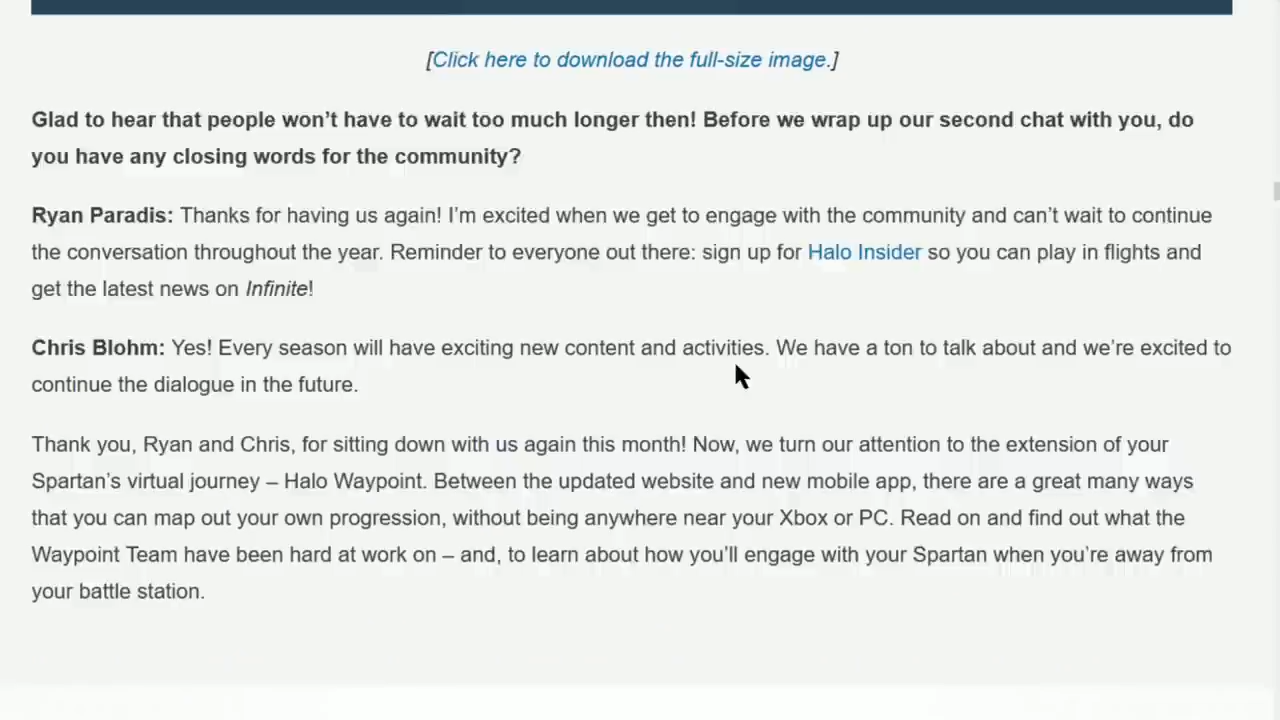 [Click here to download the full-size image.]
Glad to hear that people won’t have to wait too much longer then! Before we wrap up our second chat with you, do
you have any closing words for the community?
Ryan Paradis: Thanks for having us again! I’m excited when we get to engage with the community and can’t wait to continue
the conversation throughout the year. Reminder to everyone out there: sign up for Halo Insider so you can play in flights and
get the latest news on Infinite!
Chris Blohm: Yes! Every season will have exciting new content and activities. We have a ton to talk about and we’re excited to
continue the dialogue in the future.
Thank you, Ryan and Chris, for sitting down with us again this month! Now, we turn our attention to the extension of your
Spartan’s virtual journey – Halo Waypoint. Between the updated website and new mobile app, there are a great many ways
that you can map out your own progression, without being anywhere near your Xbox or PC. Read on and find out what the
Waypoint Team have been hard at work on – and, to learn about how you’ll engage with your Spartan when you’re away from
your battle station.